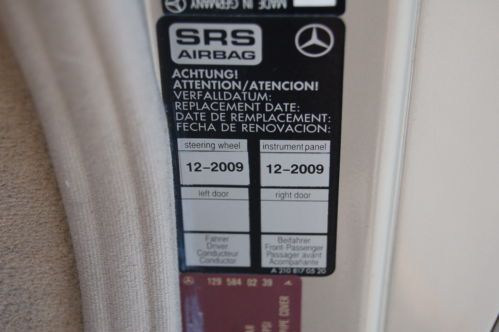 MADE IN GERMANY
SRS
AIRBAG
ACHTUNG!
ATTENTION/ATENCION!
VERFALLDATUM:
REPLACEMENT DATE:
DATE DE REMPLACEMENT:
FECHA DE RENOVACION:
steering wheel instrument panel
12-2009 12-2009
left door right door
Fahrer Beifahrer
Driver Front-Passenger
Conducteur Passager avant
Conductor Acompañante
A 210 817 05 20
129 584 02 39
COVER